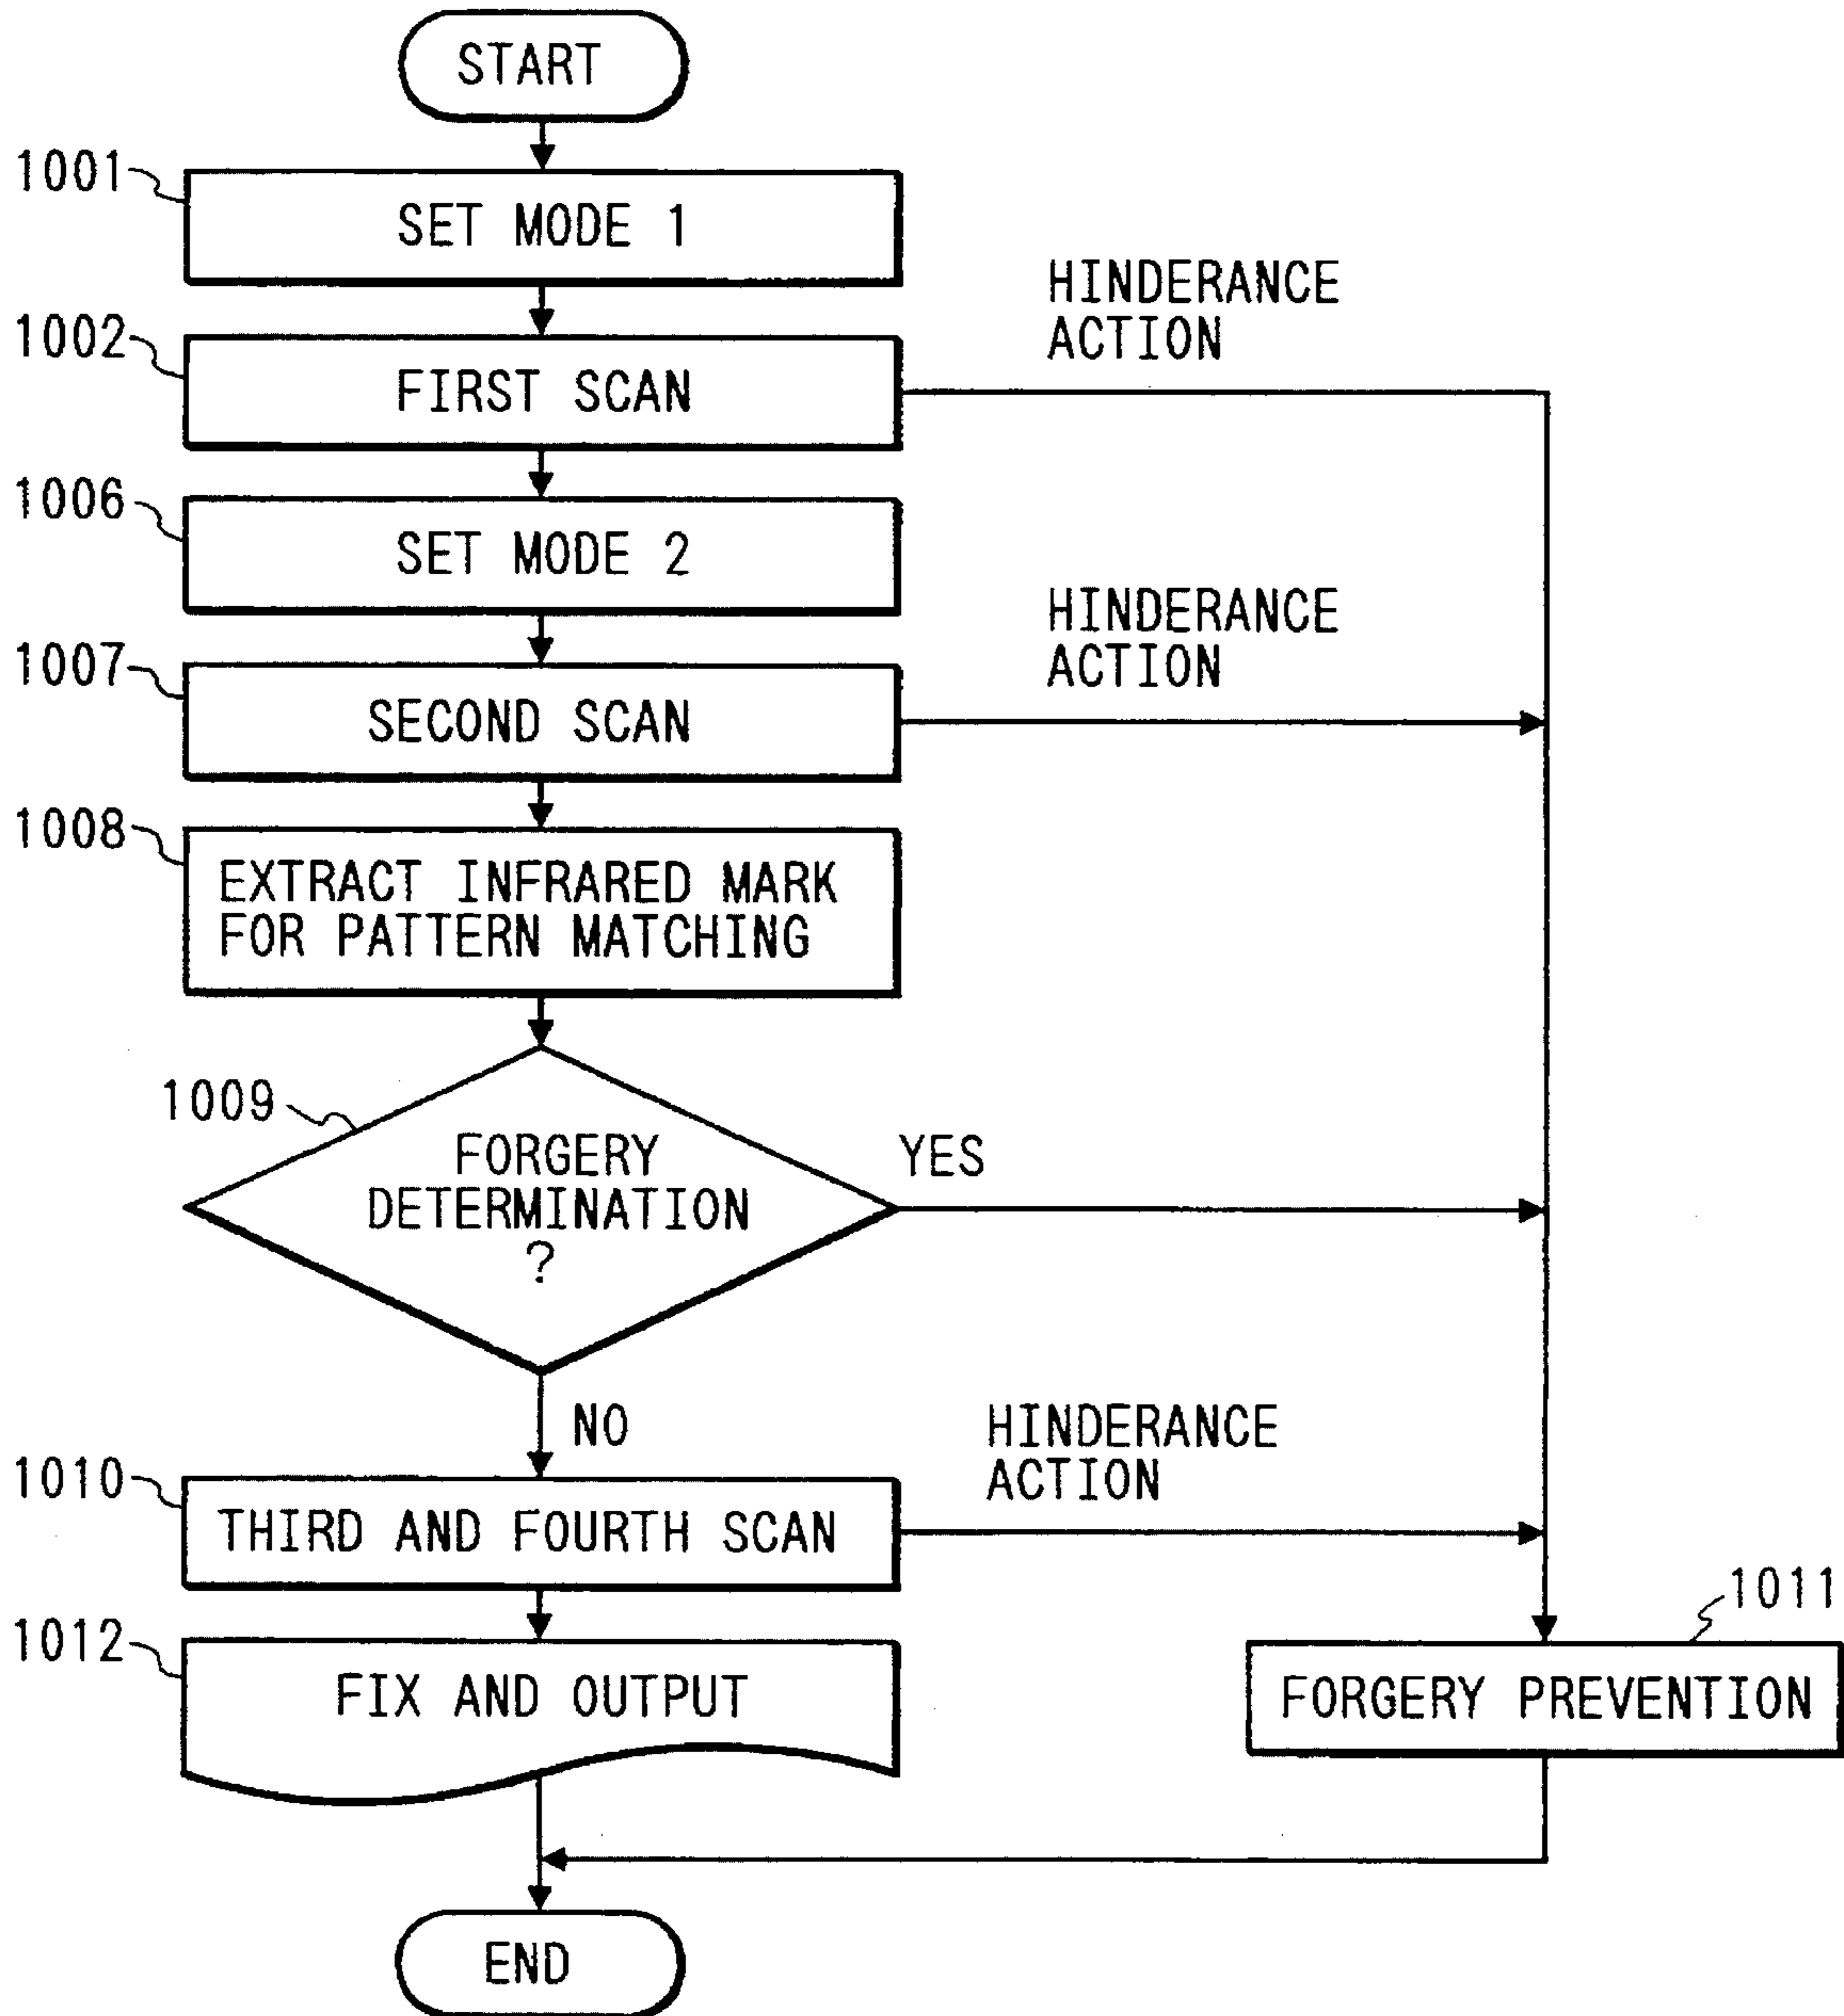 START
1001
SET MODE 1
HINDERANCE
ACTION
1002
FIRST SCAN
1006
SET MODE 2
HINDERANCE
ACTION
1007
SECOND SCAN
1008
EXTRACT INFRARED MARK
FOR PATTERN MATCHING
1009
FORGERY
DETERMINATION
?
YES
NO
HINDERANCE
ACTION
1010
THIRD AND FOURTH SCAN
1011
1012
FIX AND OUTPUT
FORGERY PREVENTION
END